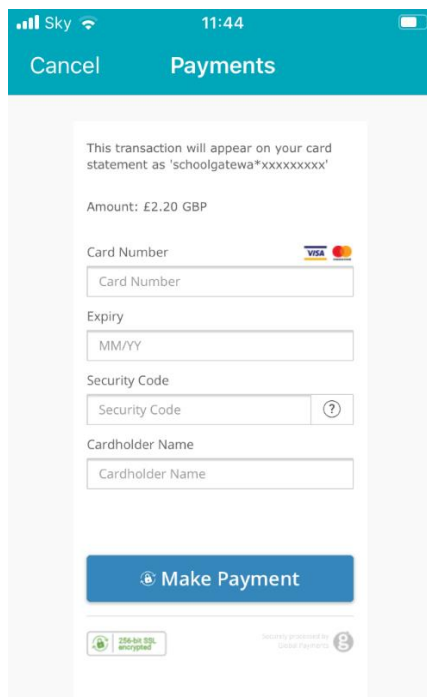 Sky
11:44
Cancel
Payments
This transaction will appear on your card
statement as 'schoolgatewa*xxxxxxxxx'
Amount: £2.20 GBP
Card Number
VISA
Card Number
Expiry
MM/YY
Security Code
Security Code
?
Cardholder Name
Cardholder Name
Make Payment
256-bit SSL
encrypted
Securely processed by
Global Payments
g